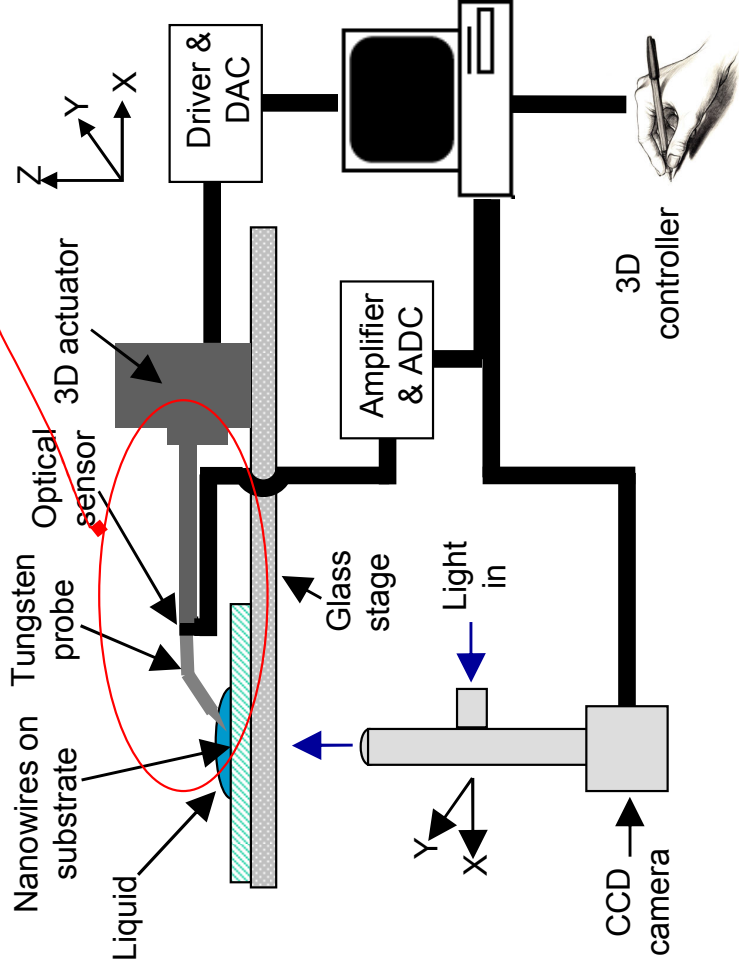 Nanowires on
substrate
Tungsten
probe
Optical
sensor
3D actuator
Z
Y
X
Liquid
Driver &
DAC
Glass
stage
Amplifier
& ADC
Light
in
Y
X
CCD
camera
3D
controller